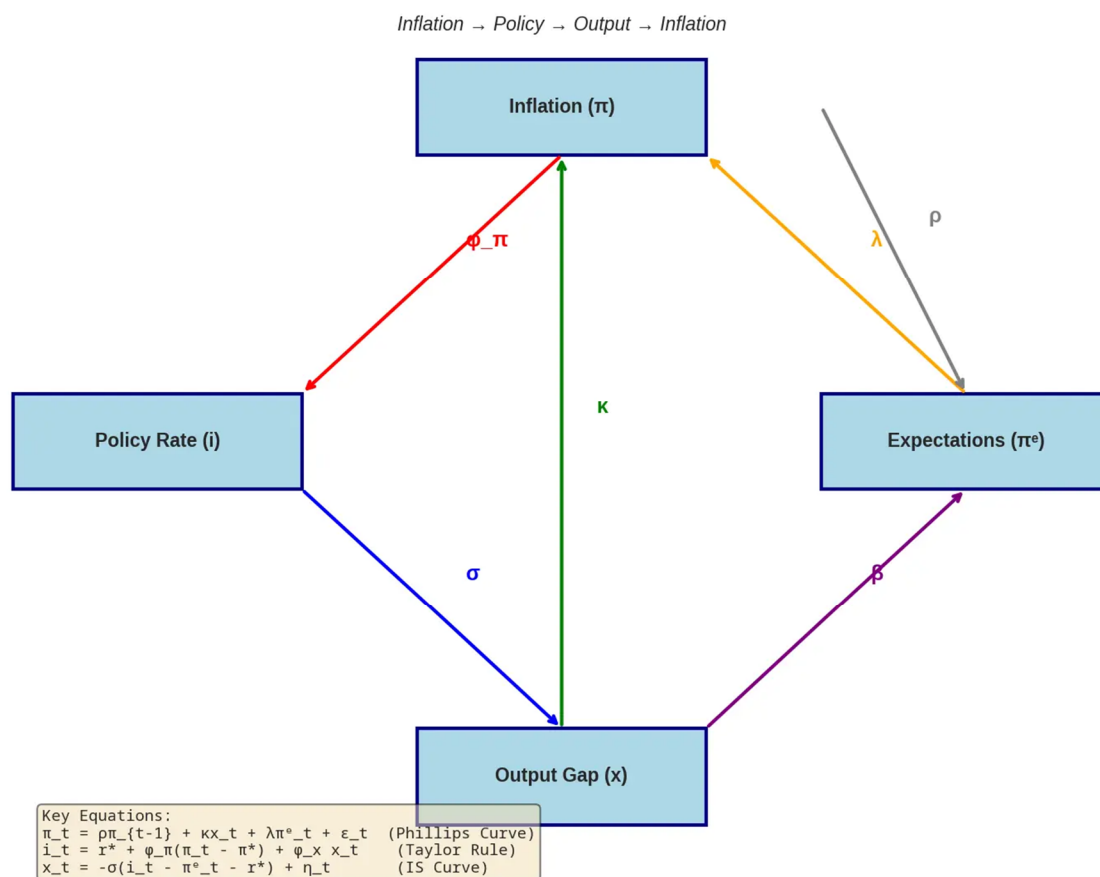 Inflation → Policy → Output → Inflation
Inflation (π)
ρ
φ_π
λ
κ
Policy Rate (i)
Expectations (πᵉ)
σ
β
Output Gap (x)
Key Equations:
π_t = ρπ_{t-1} + κx_t + λπᵉ_t + ε_t  (Phillips Curve)
i_t = r* + φ_π(π_t - π*) + φ_x x_t    (Taylor Rule)
x_t = -σ(i_t - πᵉ_t - r*) + η_t       (IS Curve)